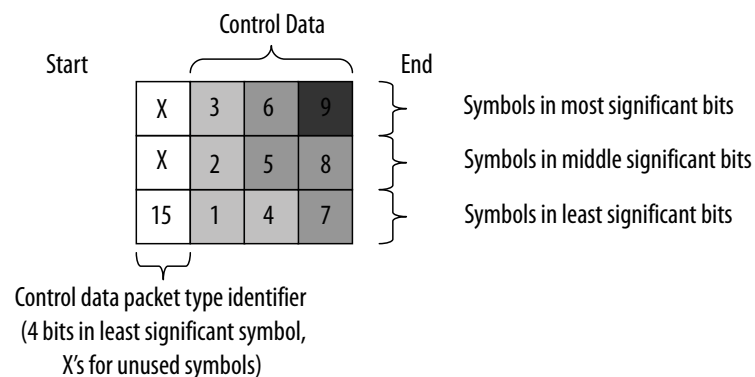 Control Data
Start
End
X 3 6 9
Symbols in most significant bits
X 2 5 8
Symbols in middle significant bits
15 1 4 7
Symbols in least significant bits
Control data packet type identifier
(4 bits in least significant symbol,
X's for unused symbols)